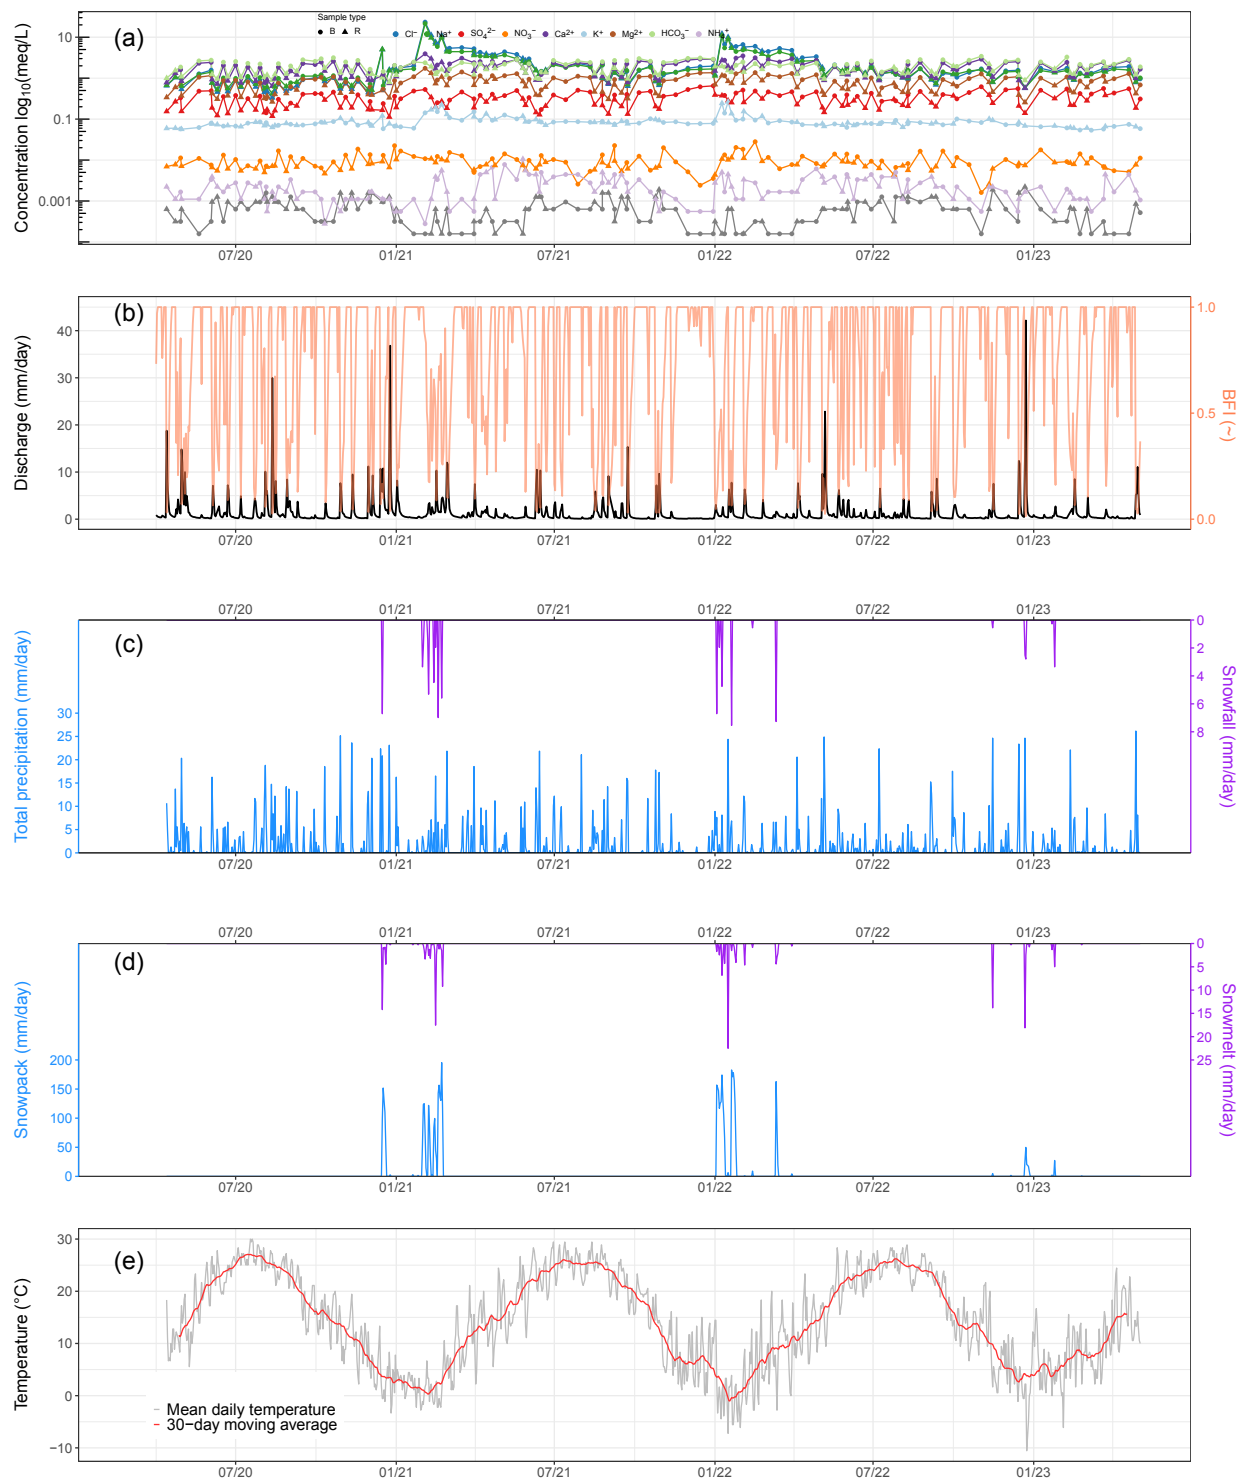 Sample type
B R
(a)
Cl⁻ Na⁺ SO₄²⁻ NO₃⁻ Ca²⁺ K⁺ Mg²⁺ HCO₃⁻ NH₄⁺
Concentration log₁₀(meq/L)
10
0.1
0.001
07/20 01/21 07/21 01/22 07/22 01/23
(b)
Discharge (mm/day)
40
30
20
10
0
BFI (~)
1.0
0.5
0.0
07/20 01/21 07/21 01/22 07/22 01/23
07/20 01/21 07/21 01/22 07/22 01/23
(c)
Total precipitation (mm/day)
30
25
20
15
10
5
0
Snowfall (mm/day)
0
2
4
6
8
07/20 01/21 07/21 01/22 07/22 01/23
07/20 01/21 07/21 01/22 07/22 01/23
(d)
Snowpack (mm/day)
200
150
100
50
0
Snowmelt (mm/day)
0
5
10
15
20
25
07/20 01/21 07/21 01/22 07/22 01/23
(e)
Temperature (°C)
30
20
10
0
−10
Mean daily temperature
30−day moving average
07/20 01/21 07/21 01/22 07/22 01/23